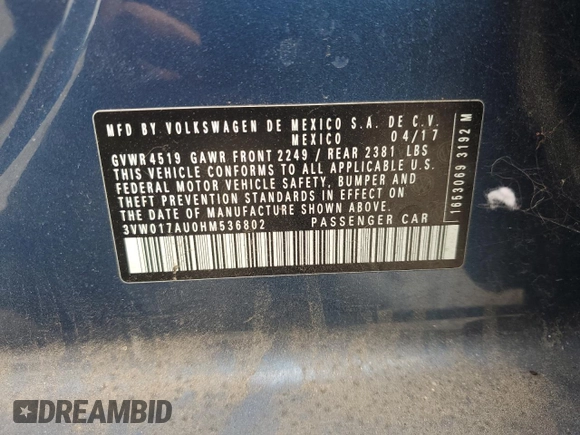 MFD BY VOLKSWAGEN DE MEXICO S.A. DE C.V.
MEXICO 04/17
GVWR 4519 GAWR FRONT 2249 / REAR 2381 LBS
THIS VEHICLE CONFORMS TO ALL APPLICABLE U.S.
FEDERAL MOTOR VEHICLE SAFETY, BUMPER AND
THEFT PREVENTION STANDARDS IN EFFECT ON
THE DATE OF MANUFACTURE SHOWN ABOVE.
3VW017AU0HM536802 PASSENGER CAR
1653069 3192 M
DREAMBID